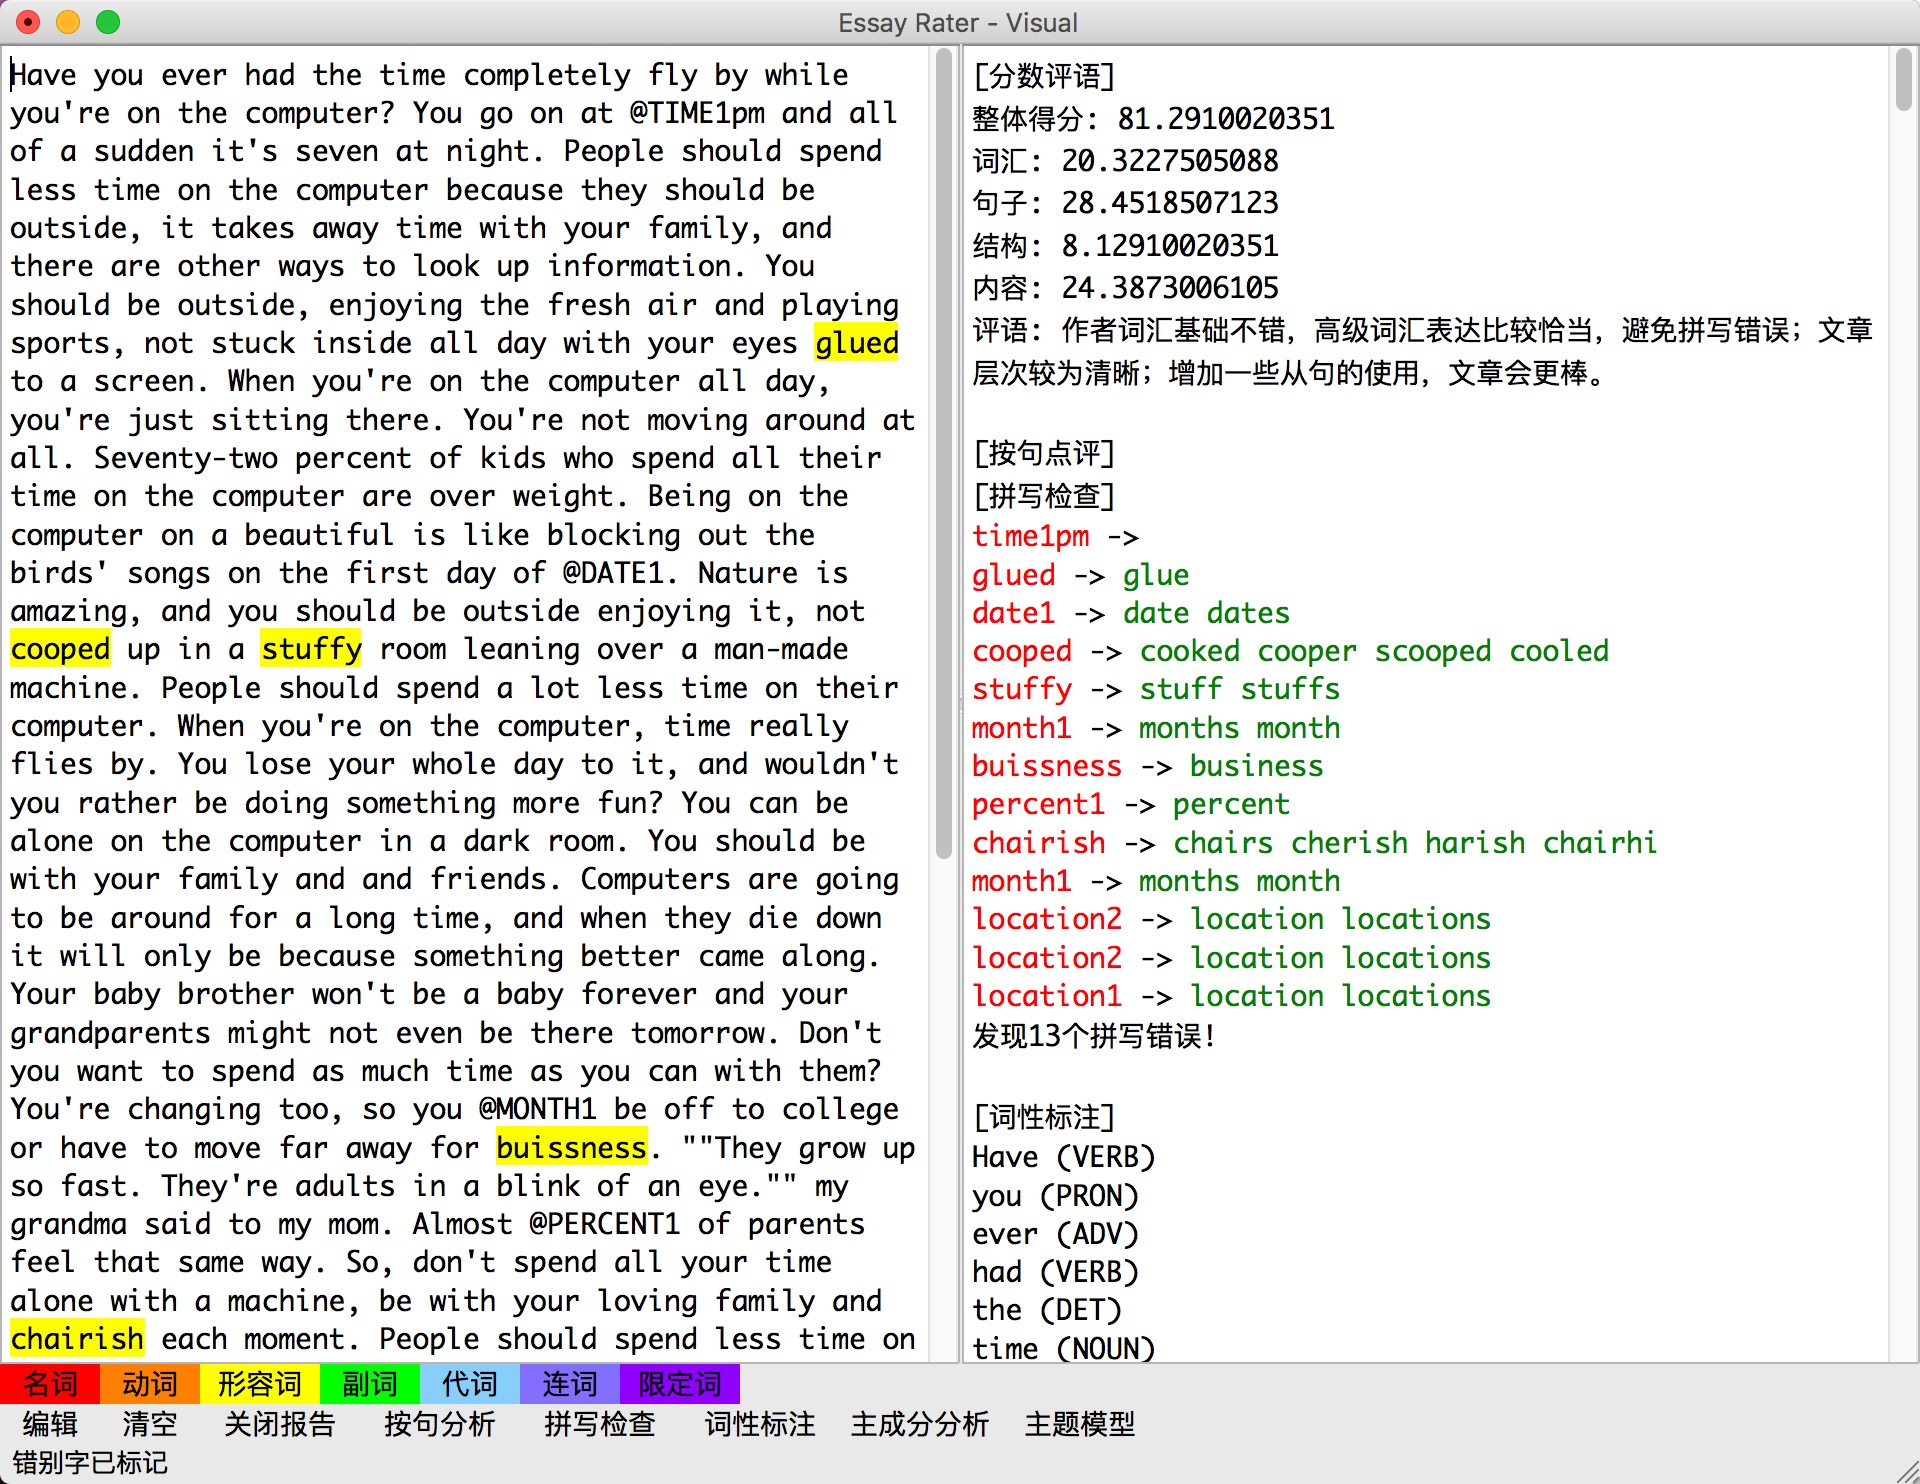 Essay Rater - Visual
Have you ever had the time completely fly by while
you're on the computer? You go on at @TIME1pm and all
of a sudden it's seven at night. People should spend
less time on the computer because they should be
outside, it takes away time with your family, and
there are other ways to look up information. You
should be outside, enjoying the fresh air and playing
sports, not stuck inside all day with your eyes glued
to a screen. When you're on the computer all day,
you're just sitting there. You're not moving around at
all. Seventy-two percent of kids who spend all their
time on the computer are over weight. Being on the
computer on a beautiful is like blocking out the
birds' songs on the first day of @DATE1. Nature is
amazing, and you should be outside enjoying it, not
cooped up in a stuffy room leaning over a man-made
machine. People should spend a lot less time on their
computer. When you're on the computer, time really
flies by. You lose your whole day to it, and wouldn't
you rather be doing something more fun? You can be
alone on the computer in a dark room. You should be
with your family and and friends. Computers are going
to be around for a long time, and when they die down
it will only be because something better came along.
Your baby brother won't be a baby forever and your
grandparents might not even be there tomorrow. Don't
you want to spend as much time as you can with them?
You're changing too, so you @MONTH1 be off to college
or have to move far away for buissness. ""They grow up
so fast. They're adults in a blink of an eye."" my
grandma said to my mom. Almost @PERCENT1 of parents
feel that same way. So, don't spend all your time
alone with a machine, be with your loving family and
chairish each moment. People should spend less time on
[分数评语]
整体得分: 81.2910020351
词汇: 20.3227505088
句子: 28.4518507123
结构: 8.12910020351
内容: 24.3873006105
评语: 作者词汇基础不错，高级词汇表达比较恰当，避免拼写错误；文章
层次较为清晰；增加一些从句的使用，文章会更棒。
[按句点评]
[拼写检查]
time1pm ->
glued -> glue
date1 -> date dates
cooped -> cooked cooper scooped cooled
stuffy -> stuff stuffs
month1 -> months month
buissness -> business
percent1 -> percent
chairish -> chairs cherish harish chairhi
month1 -> months month
location2 -> location locations
location2 -> location locations
location1 -> location locations
发现13个拼写错误!
[词性标注]
Have (VERB)
you (PRON)
ever (ADV)
had (VERB)
the (DET)
time (NOUN)
名词 动词 形容词 副词 代词 连词 限定词
编辑 清空 关闭报告 按句分析 拼写检查 词性标注 主成分分析 主题模型
错别字已标记